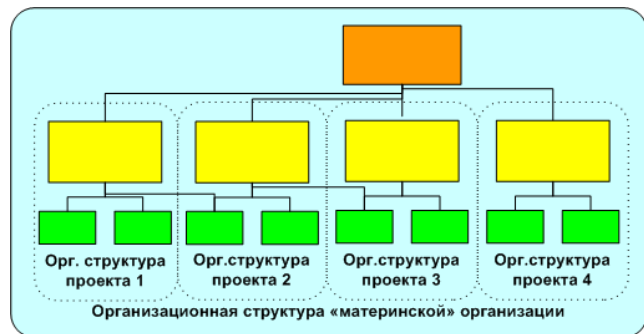 Орг. структура
проекта 1
Орг.структура
проекта 2
Орг.структура
проекта 3
Орг.структура
проекта 4
Организационная структура «материнской» организации